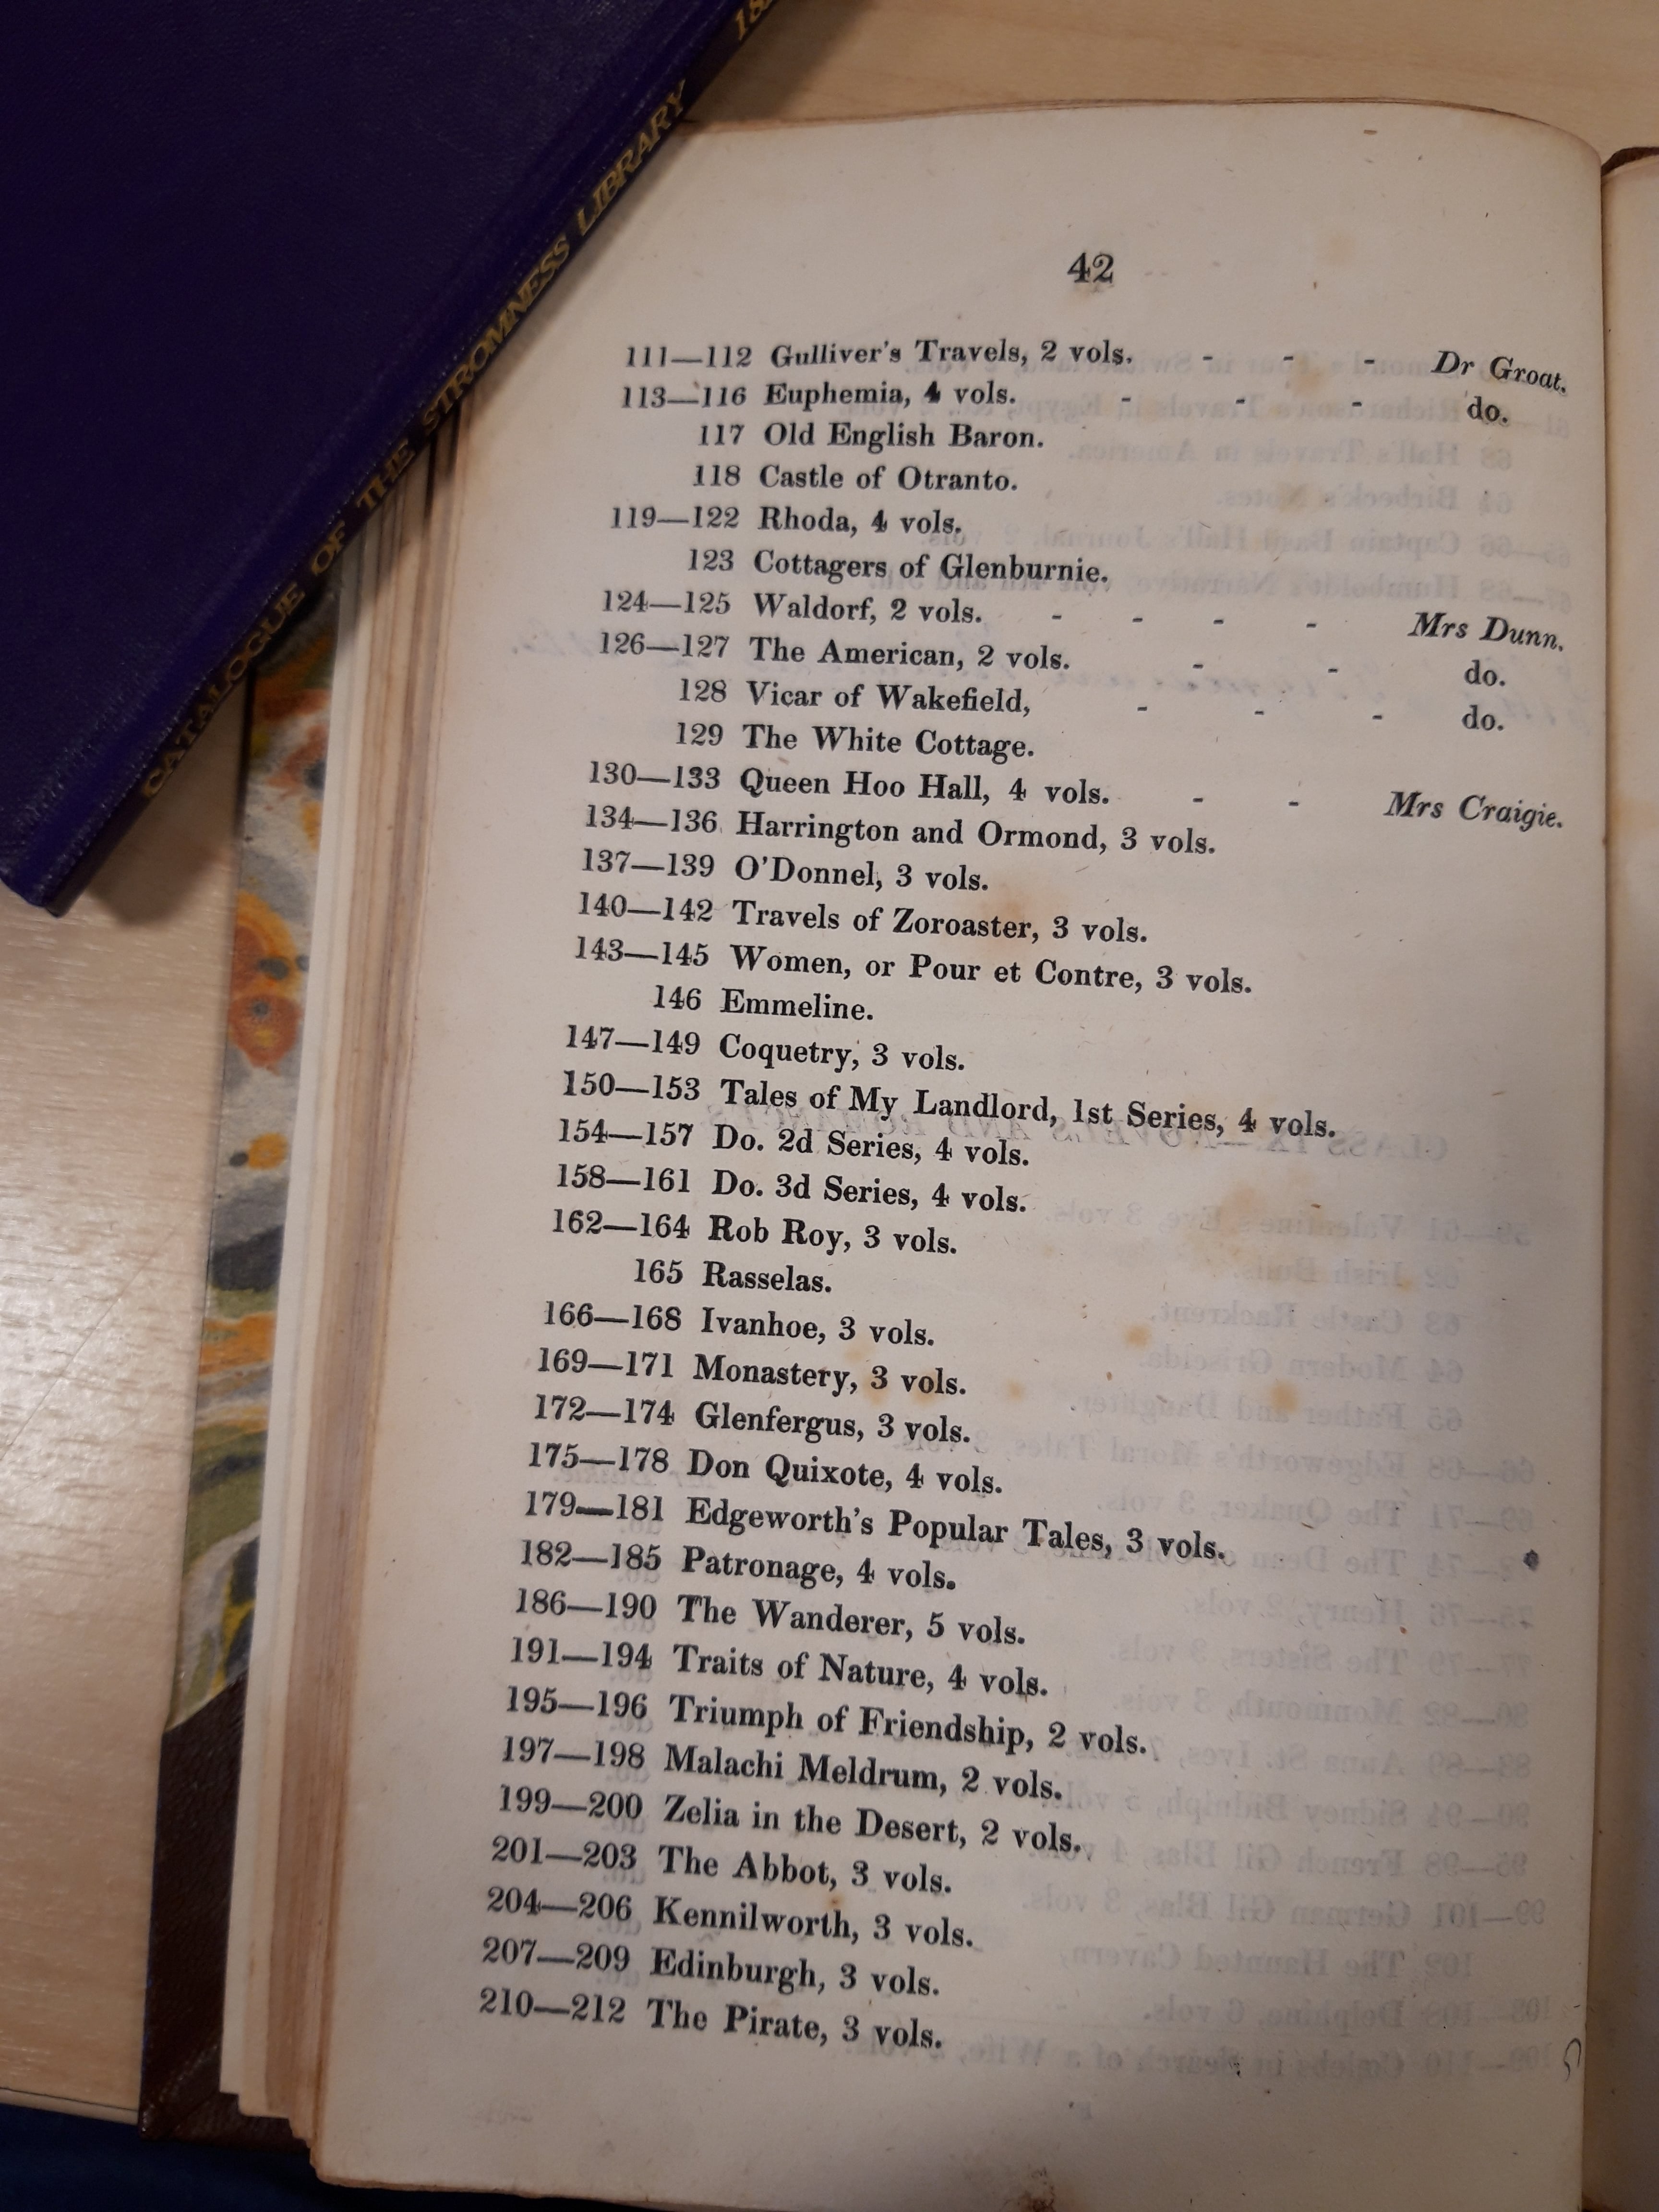 CATALOGUE OF THE STROMNESS LIBRARY
42
111—112 Gulliver's Travels, 2 vols. - - - Dr Groat.
113—116 Euphemia, 4 vols. - - - do.
117 Old English Baron.
118 Castle of Otranto.
119—122 Rhoda, 4 vols.
123 Cottagers of Glenburnie.
124—125 Waldorf, 2 vols. - - - - Mrs Dunn.
126—127 The American, 2 vols. - - do.
128 Vicar of Wakefield, - - - do.
129 The White Cottage.
130—133 Queen Hoo Hall, 4 vols. - - Mrs Craigie.
134—136 Harrington and Ormond, 3 vols.
137—139 O'Donnel, 3 vols.
140—142 Travels of Zoroaster, 3 vols.
143—145 Women, or Pour et Contre, 3 vols.
146 Emmeline.
147—149 Coquetry, 3 vols.
150—153 Tales of My Landlord, 1st Series, 4 vols.
154—157 Do. 2d Series, 4 vols.
158—161 Do. 3d Series, 4 vols.
162—164 Rob Roy, 3 vols.
165 Rasselas.
166—168 Ivanhoe, 3 vols.
169—171 Monastery, 3 vols.
172—174 Glenfergus, 3 vols.
175—178 Don Quixote, 4 vols.
179—181 Edgeworth's Popular Tales, 3 vols.
182—185 Patronage, 4 vols.
186—190 The Wanderer, 5 vols.
191—194 Traits of Nature, 4 vols.
195—196 Triumph of Friendship, 2 vols.
197—198 Malachi Meldrum, 2 vols.
199—200 Zelia in the Desert, 2 vols.
201—203 The Abbot, 3 vols.
204—206 Kennilworth, 3 vols.
207—209 Edinburgh, 3 vols.
210—212 The Pirate, 3 vols.